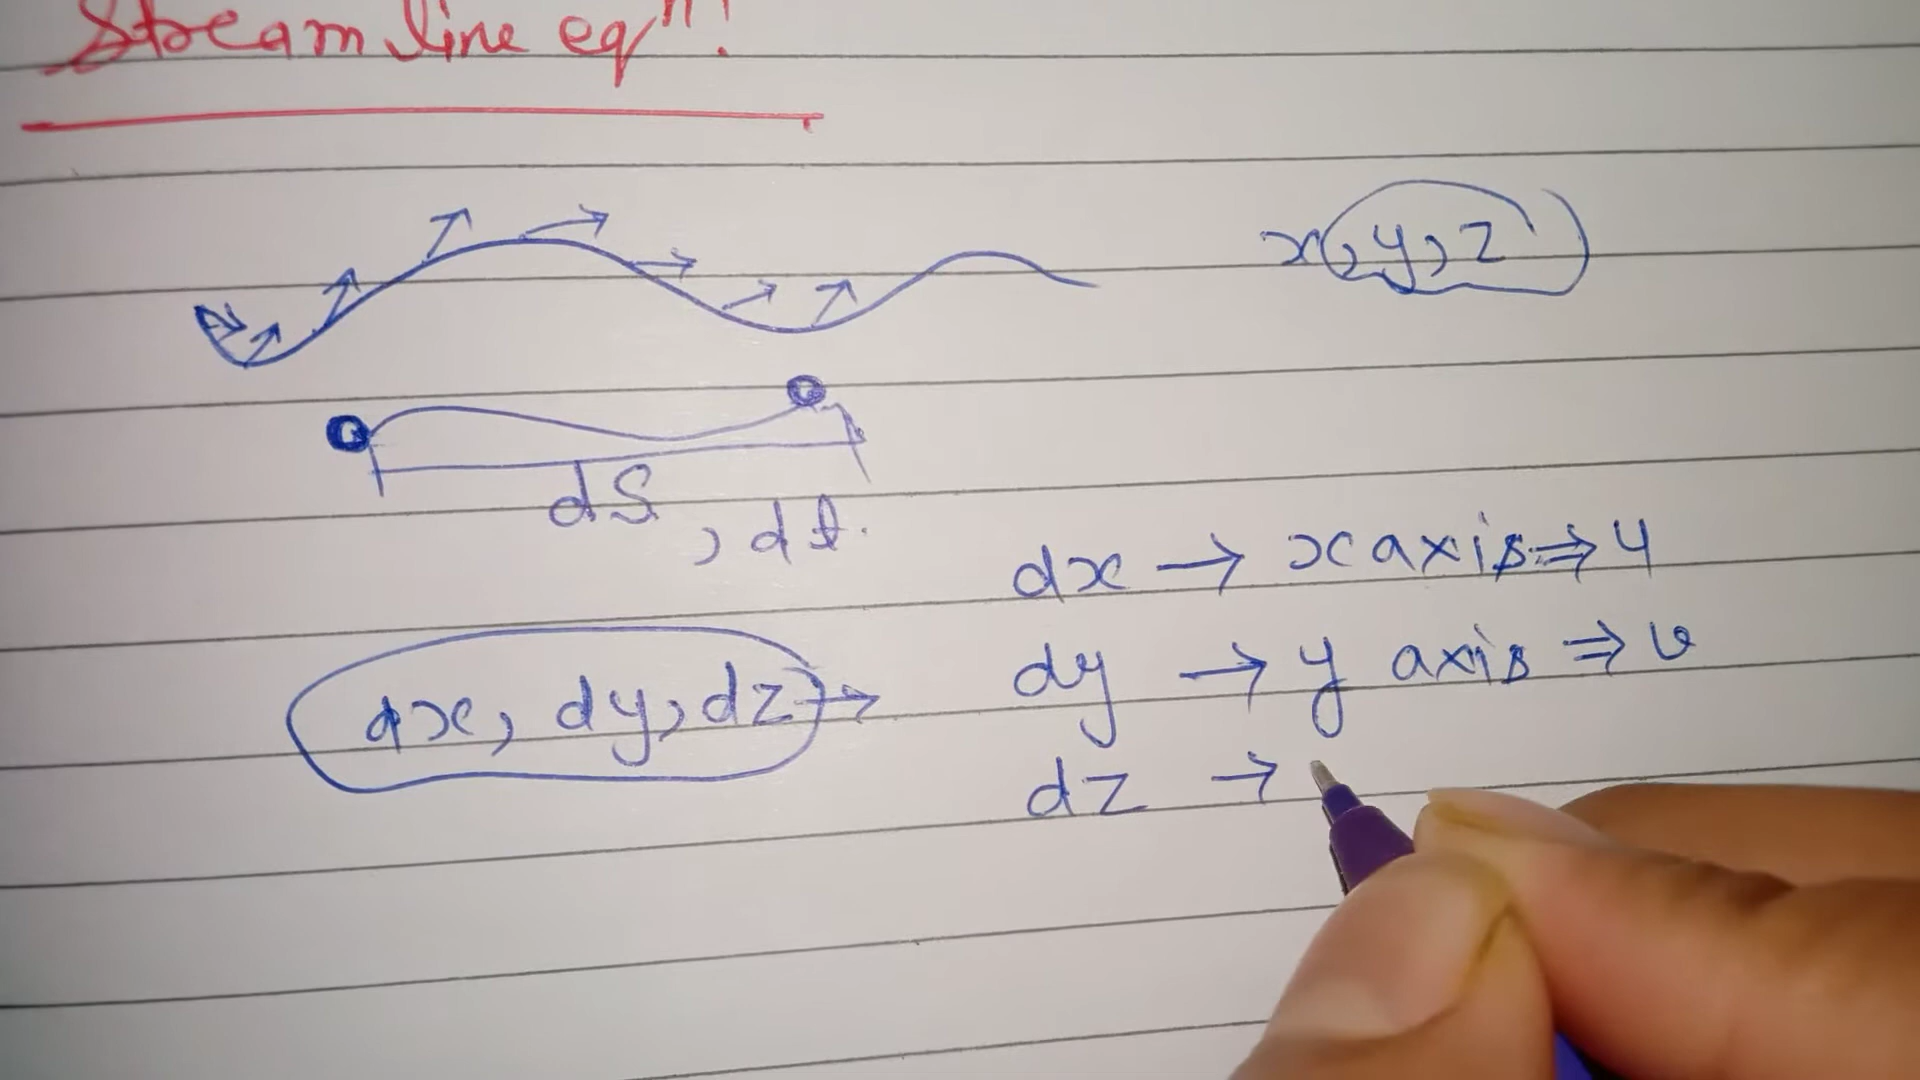 Stream line eqⁿ:
x, y, z
dS, dt.
dx → x axis ⇒ u
dx, dy, dz → dy → y axis ⇒ v
dz →